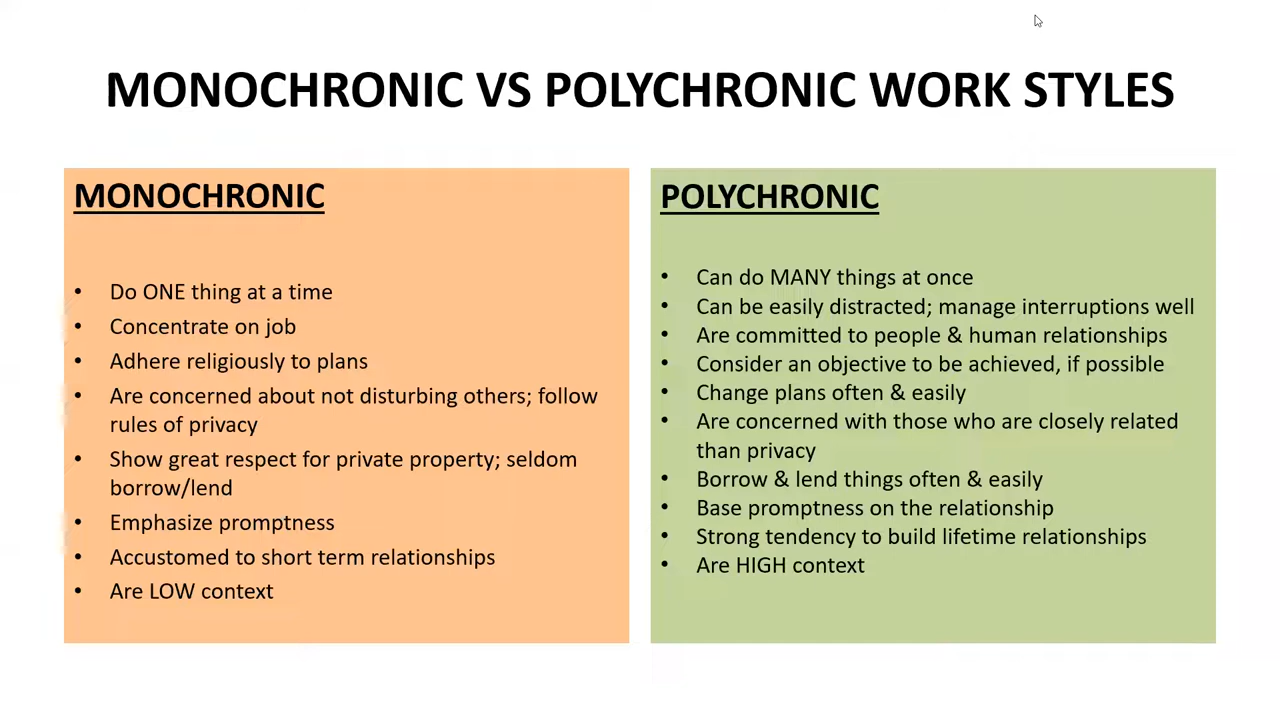 MONOCHRONIC VS POLYCHRONIC WORK STYLES
MONOCHRONIC
• Do ONE thing at a time
• Concentrate on job
• Adhere religiously to plans
• Are concerned about not disturbing others; follow
rules of privacy
• Show great respect for private property; seldom
borrow/lend
• Emphasize promptness
• Accustomed to short term relationships
• Are LOW context
POLYCHRONIC
• Can do MANY things at once
• Can be easily distracted; manage interruptions well
• Are committed to people & human relationships
• Consider an objective to be achieved, if possible
• Change plans often & easily
• Are concerned with those who are closely related
than privacy
• Borrow & lend things often & easily
• Base promptness on the relationship
• Strong tendency to build lifetime relationships
• Are HIGH context